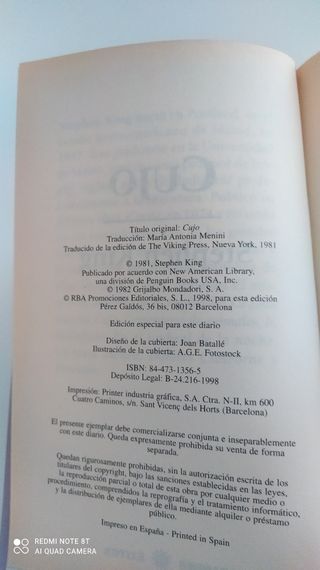 Cujo
Título original: Cujo
Traducción: María Antonia Menini
Traducido de la edición de The Viking Press, Nueva York, 1981
© 1981, Stephen King
Publicado por acuerdo con New American Library,
una división de Penguin Books USA, Inc.
© 1982 Grijalbo Mondadori, S. A.
© RBA Promociones Editoriales, S. L., 1998, para esta edición
Pérez Galdós, 36 bis, 08012 Barcelona
Edición especial para este diario
Diseño de la cubierta: Joan Batallé
Ilustración de la cubierta: A.G.E. Fotostock
ISBN: 84-473-1356-5
Depósito Legal: B-24.216-1998
Impresión: Printer industria gráfica, S.A. Ctra. N-II, km 600
Cuatro Caminos, s/n. Sant Vicenç dels Horts (Barcelona)
El presente ejemplar debe comercializarse conjunta e inseparablemente
con este diario. Queda expresamente prohibida su venta de forma
separada.
Quedan rigurosamente prohibidas, sin la autorización escrita de los
titulares del copyright, bajo las sanciones establecidas en las leyes,
la reproducción parcial o total de esta obra por cualquier medio o
procedimiento, comprendidos la reprografía y el tratamiento informático,
y la distribución de ejemplares de ella mediante alquiler o préstamo
público.
Impreso en España - Printed in Spain
REDMI NOTE 8T
AI QUAD CAMERA